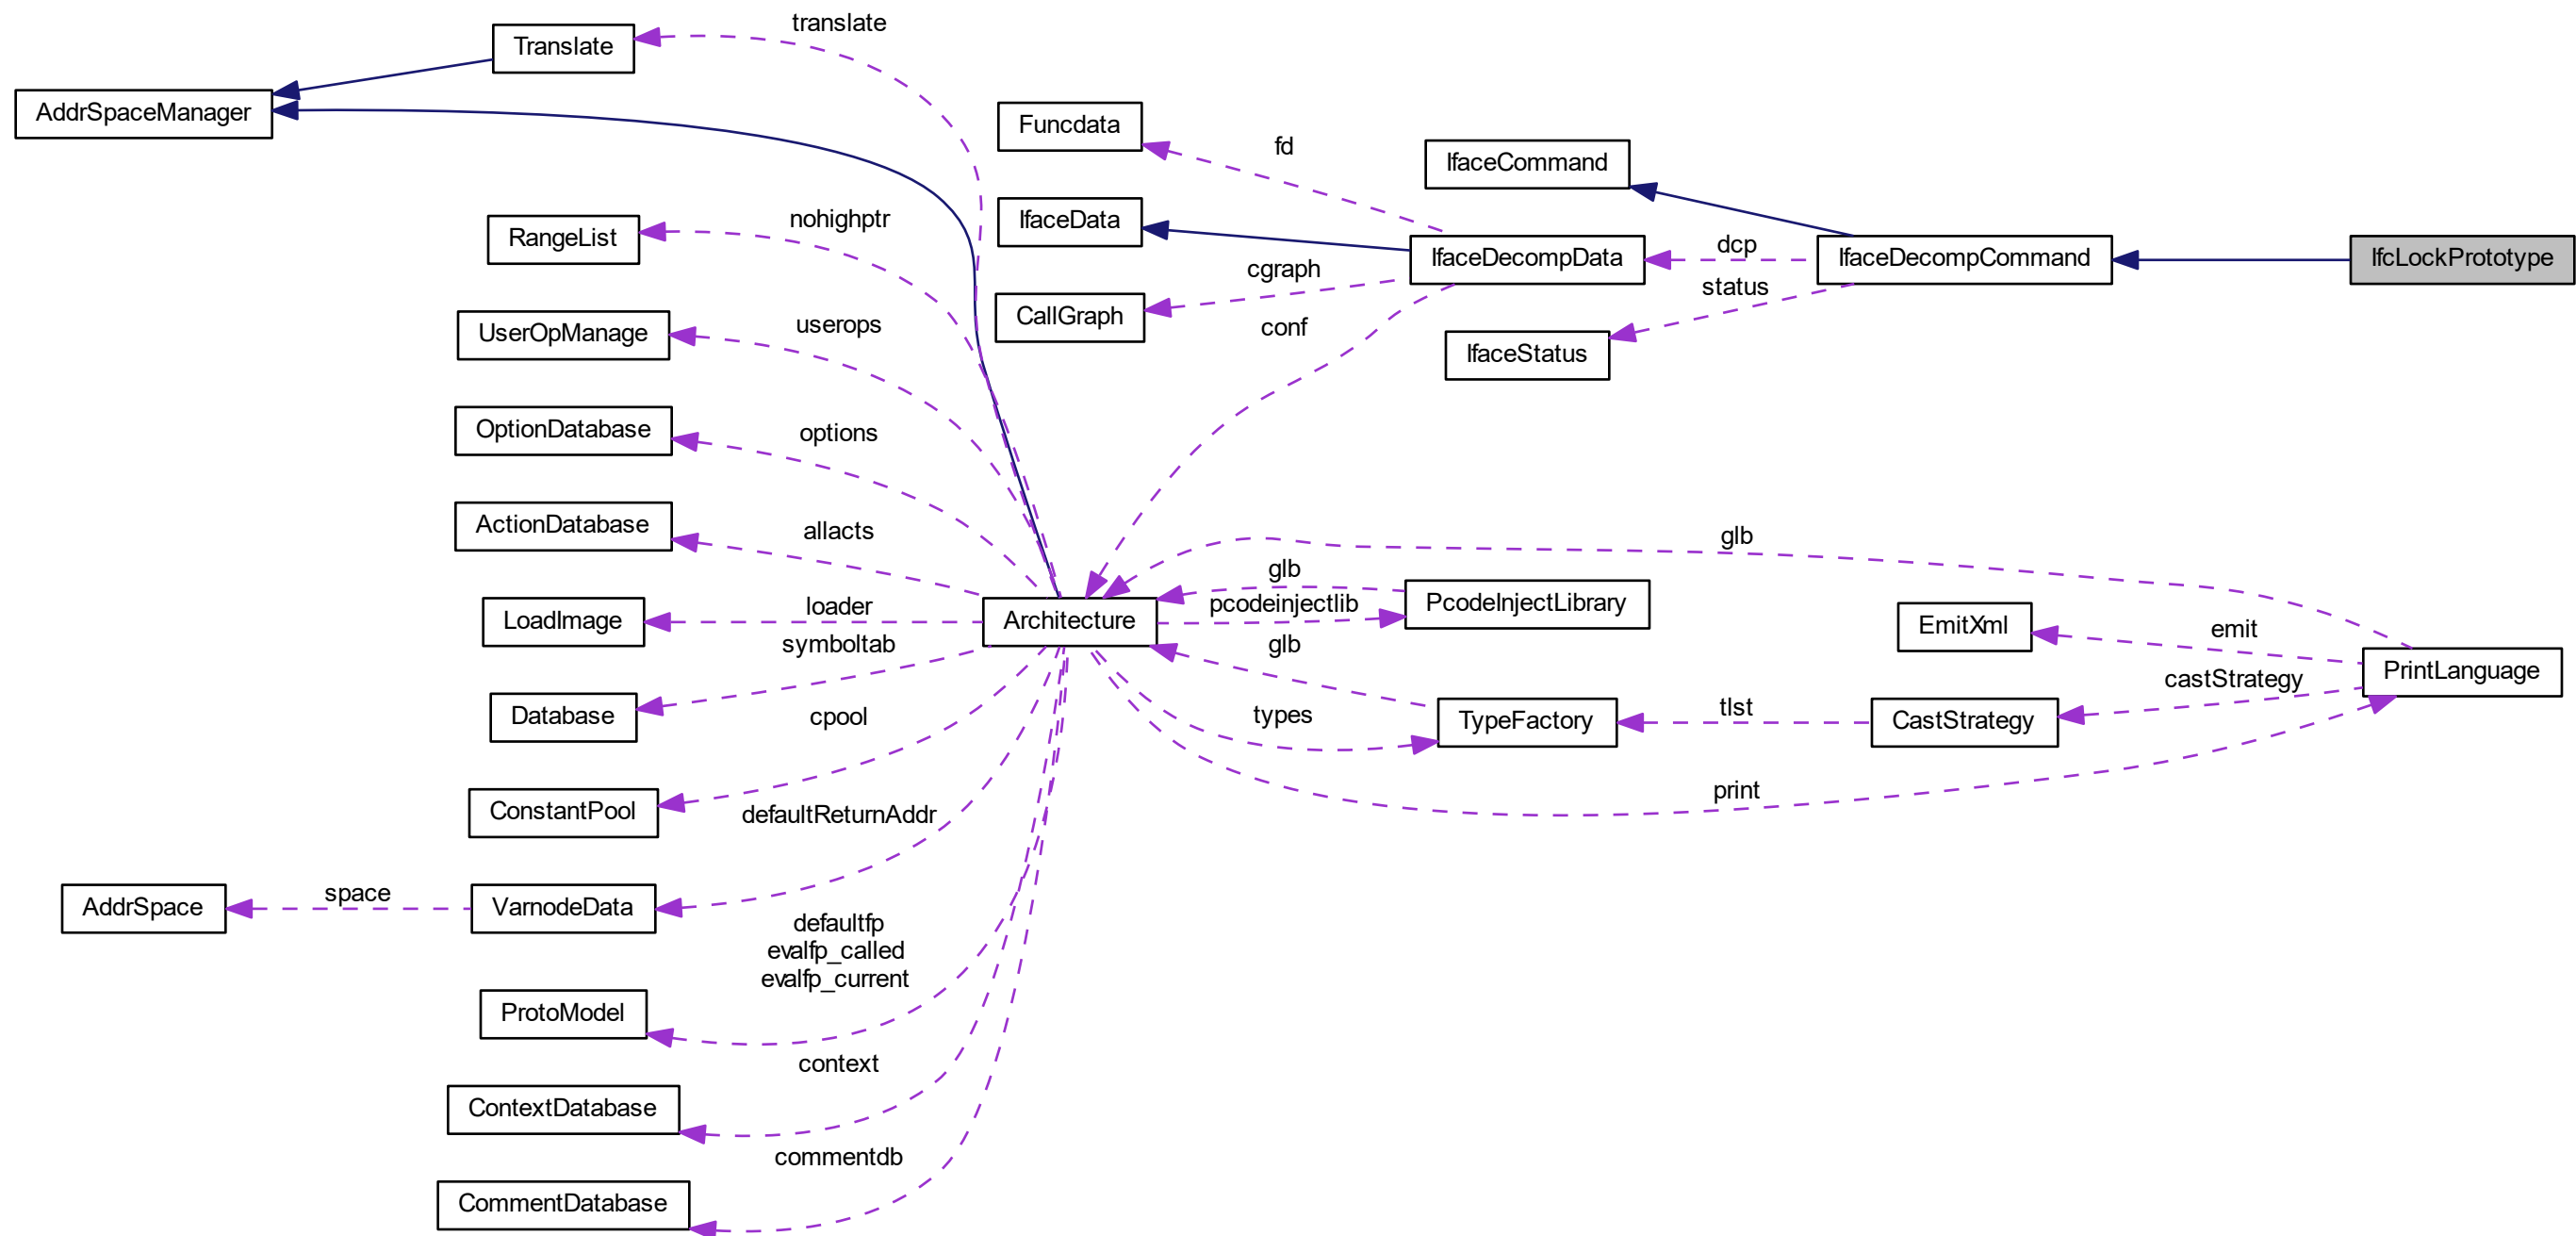 translate
Translate
AddrSpaceManager
Funcdata
fd
IfaceCommand
nohighptr
RangeList
IfaceData
IfaceDecompData
dcp
IfaceDecompCommand
IfcLockPrototype
cgraph
status
CallGraph
conf
userops
UserOpManage
IfaceStatus
OptionDatabase
options
ActionDatabase
allacts
glb
glb
PcodeInjectLibrary
pcodeinjectlib
loader
LoadImage
Architecture
EmitXml
emit
symboltab
glb
PrintLanguage
castStrategy
Database
cpool
types
TypeFactory
tlst
CastStrategy
print
ConstantPool
defaultReturnAddr
AddrSpace
space
VarnodeData
defaultfp
evalfp_called
evalfp_current
ProtoModel
context
ContextDatabase
commentdb
CommentDatabase